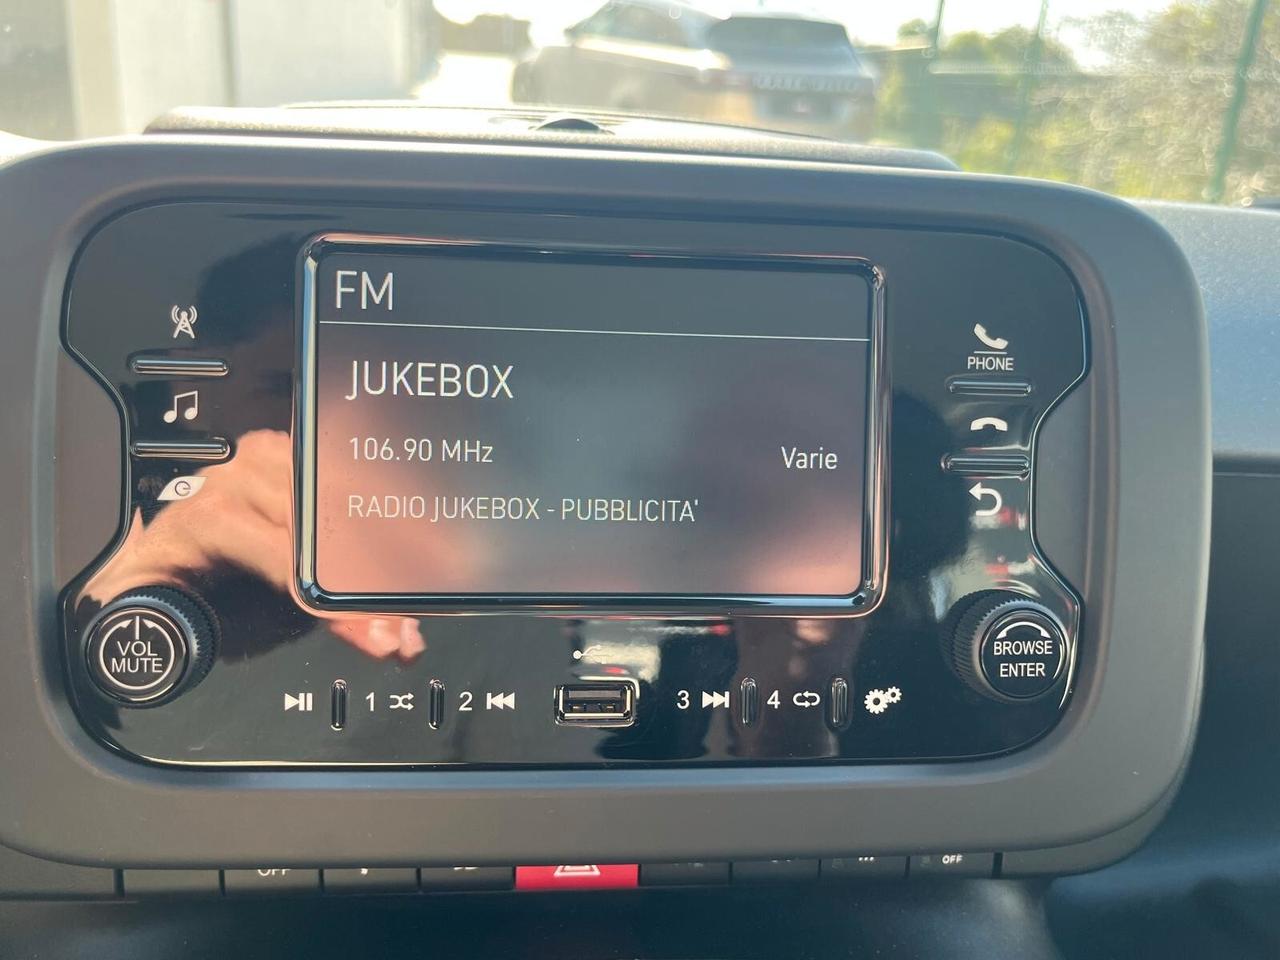 FM
JUKEBOX
106.90 MHz
Varie
RADIO JUKEBOX - PUBBLICITA'
PHONE
VOL
MUTE
BROWSE
ENTER
1
2
3
4
OFF
OFF